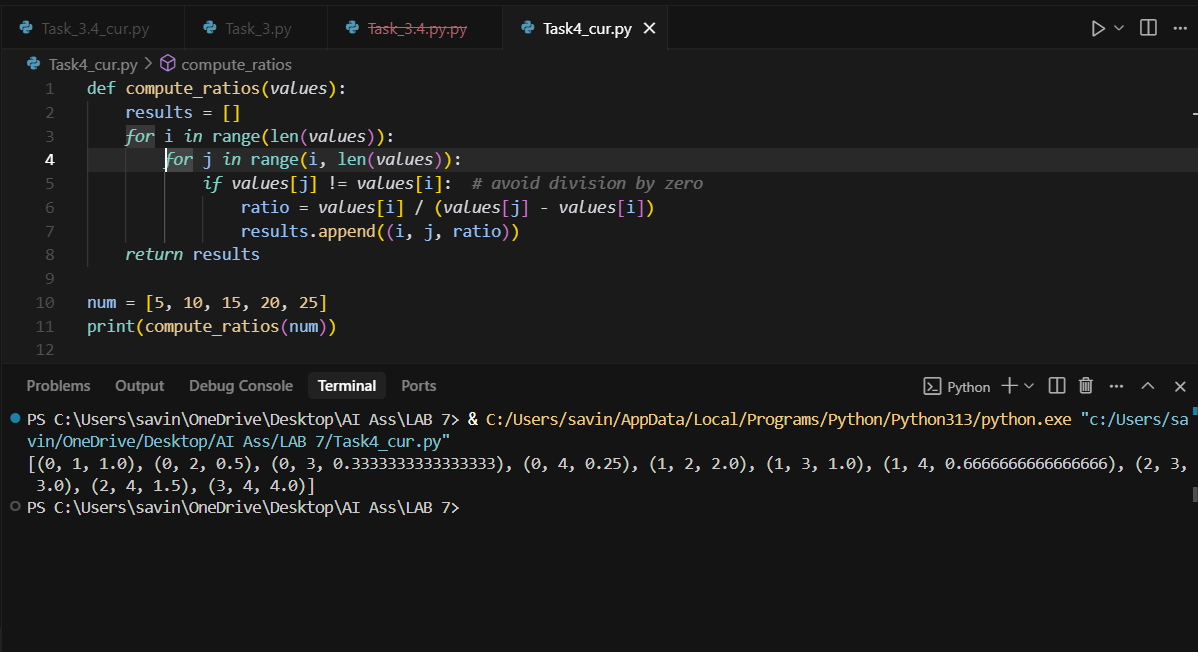 Task_3.4_cur.py Task_3.py Task_3.4.py.py Task4_cur.py
Task4_cur.py > compute_ratios
1 def compute_ratios(values):
2     results = []
3     for i in range(len(values)):
4         for j in range(i, len(values)):
5             if values[j] != values[i]:  # avoid division by zero
6                 ratio = values[i] / (values[j] - values[i])
7                 results.append((i, j, ratio))
8     return results
9
10 num = [5, 10, 15, 20, 25]
11 print(compute_ratios(num))
12
Problems Output Debug Console Terminal Ports Python
PS C:\Users\savin\OneDrive\Desktop\AI Ass\LAB 7> & C:/Users/savin/AppData/Local/Programs/Python/Python313/python.exe "c:/Users/sa
vin/OneDrive/Desktop/AI Ass/LAB 7/Task4_cur.py"
[(0, 1, 1.0), (0, 2, 0.5), (0, 3, 0.3333333333333333), (0, 4, 0.25), (1, 2, 2.0), (1, 3, 1.0), (1, 4, 0.6666666666666666), (2, 3,
3.0), (2, 4, 1.5), (3, 4, 4.0)]
PS C:\Users\savin\OneDrive\Desktop\AI Ass\LAB 7>